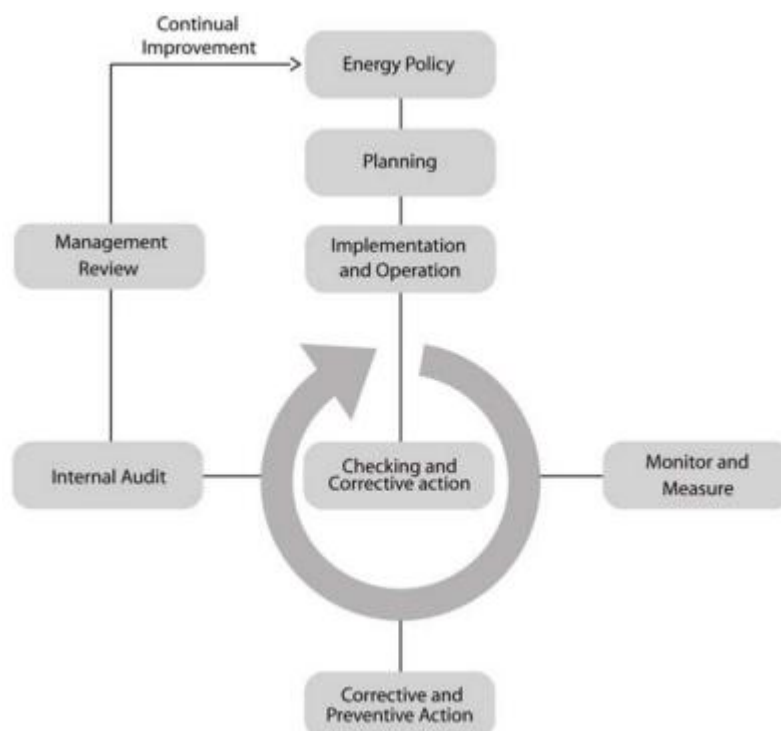 Continual
Improvement
Energy Policy
Planning
Management
Review
Implementation
and Operation
Internal Audit
Checking and
Corrective action
Monitor and
Measure
Corrective and
Preventive Action